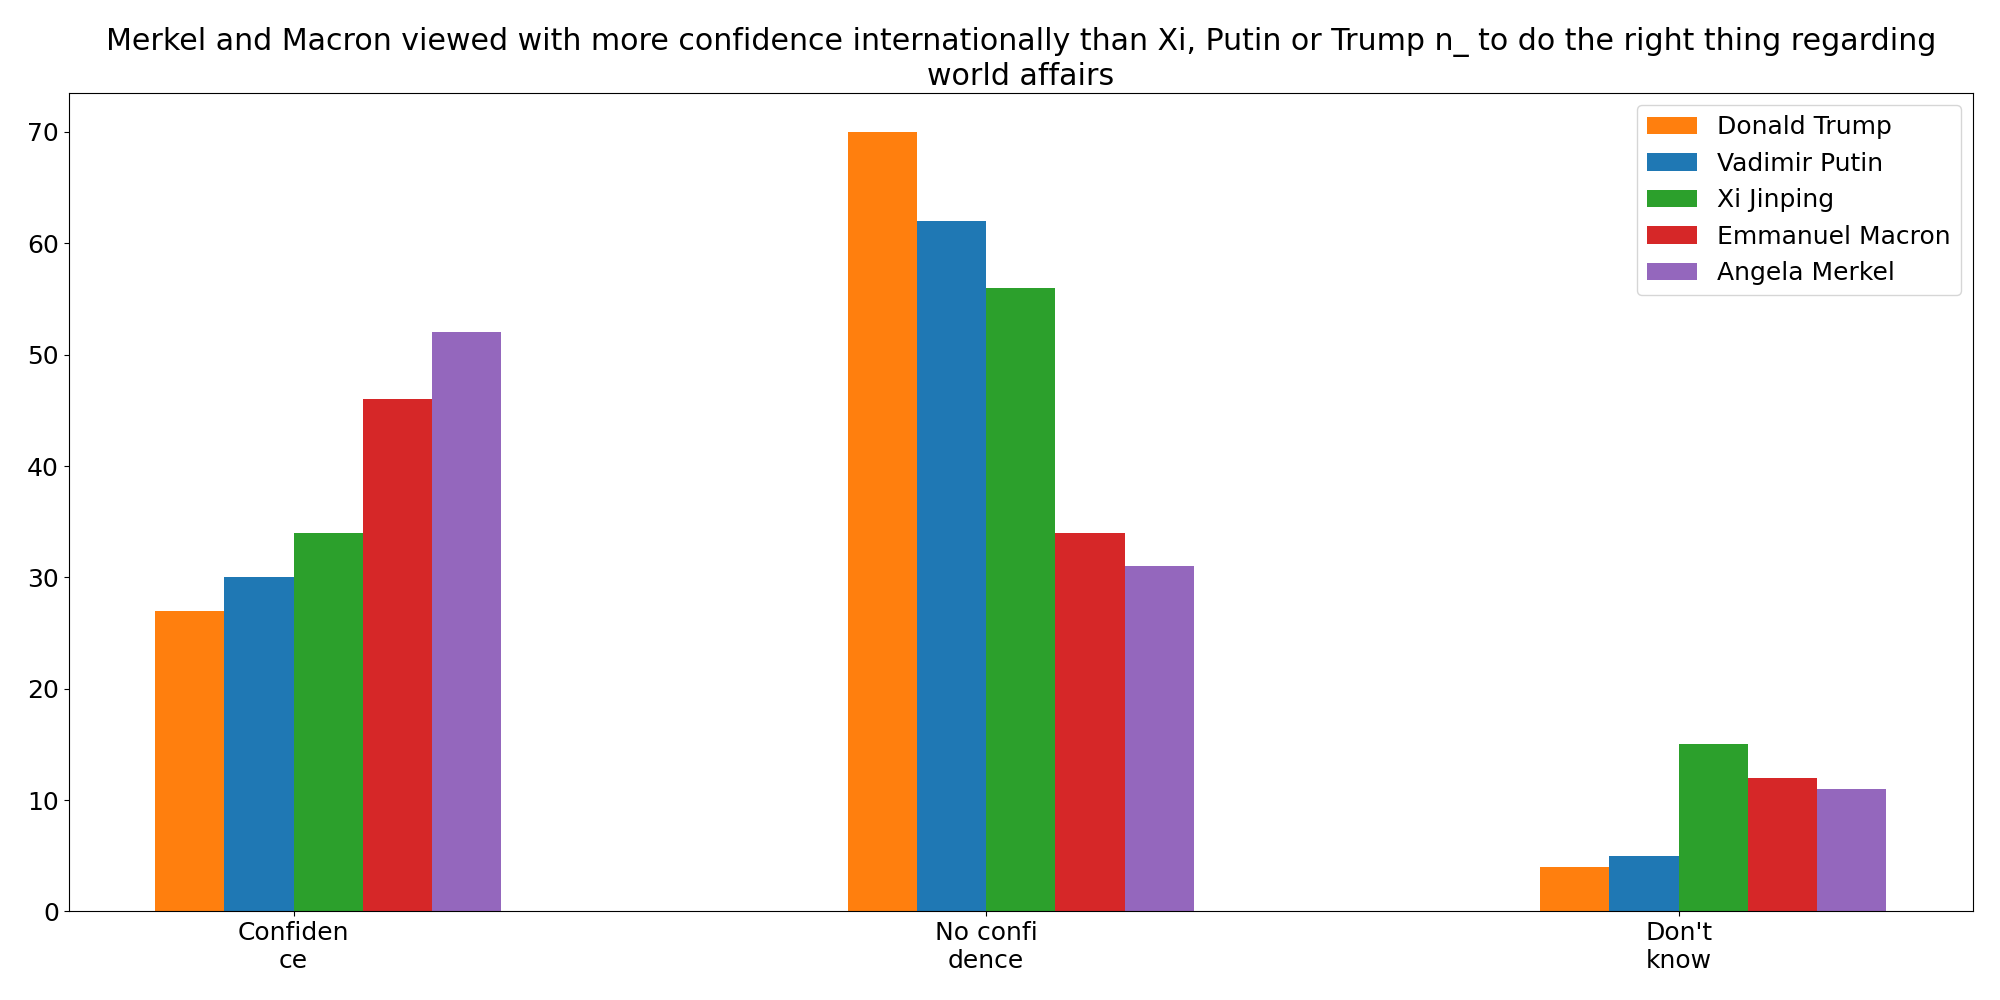 Merkel and Macron viewed with more confidence internationally than Xi, Putin or Trump n_ to do the right thing regarding
world affairs
70
60
50
40
30
20
10
0
Donald Trump
Vadimir Putin
Xi Jinping
Emmanuel Macron
Angela Merkel
Confiden
ce
No confi
dence
Don't
know